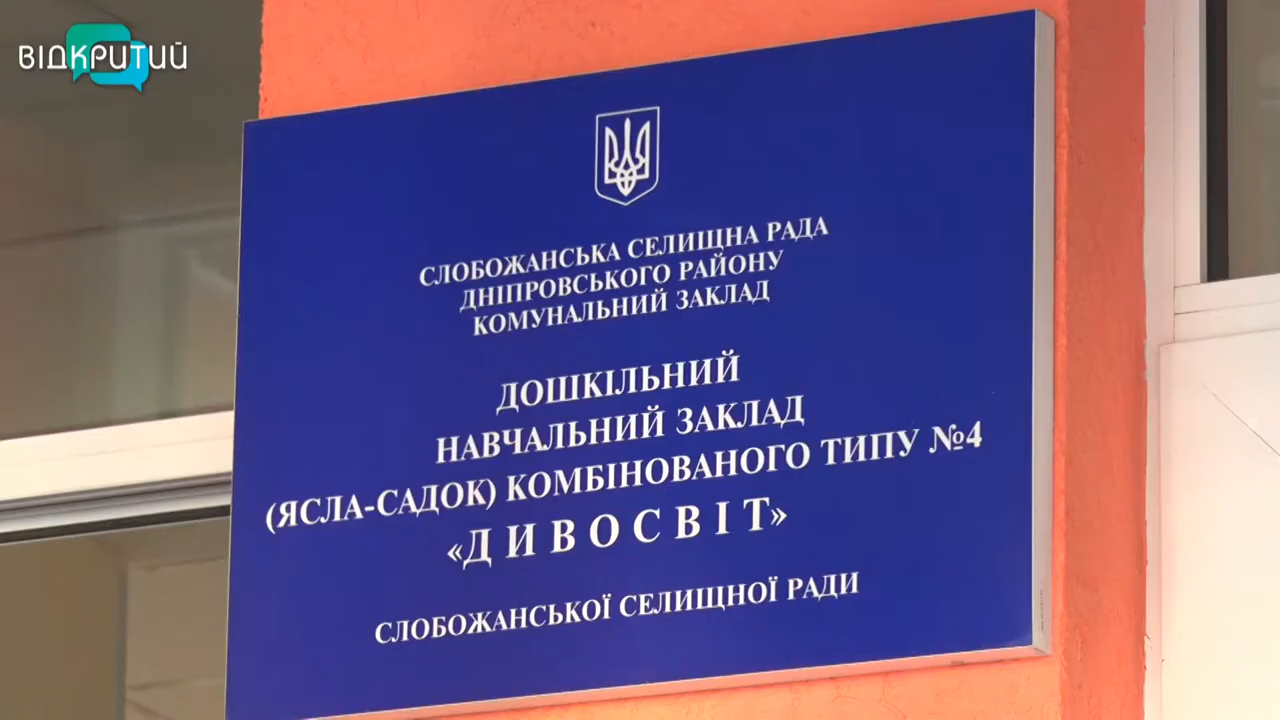 ВІДКРИТИЙ
СЛОБОЖАНСЬКА СЕЛИЩНА РАДА
ДНІПРОВСЬКОГО РАЙОНУ
КОМУНАЛЬНИЙ ЗАКЛАД
ДОШКІЛЬНИЙ
НАВЧАЛЬНИЙ ЗАКЛАД
(ЯСЛА-САДОК) КОМБІНОВАНОГО ТИПУ №4
«ДИВОСВІТ»
СЛОБОЖАНСЬКОЇ СЕЛИЩНОЇ РАДИ